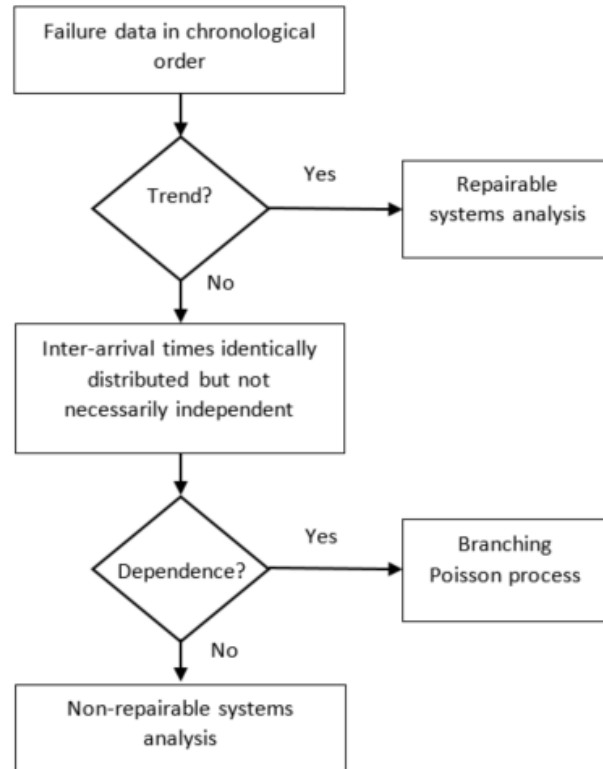 Failure data in chronological
order
Trend?
Yes
Repairable
systems analysis
No
Inter-arrival times identically
distributed but not
necessarily independent
Dependence?
Yes
Branching
Poisson process
No
Non-repairable systems
analysis